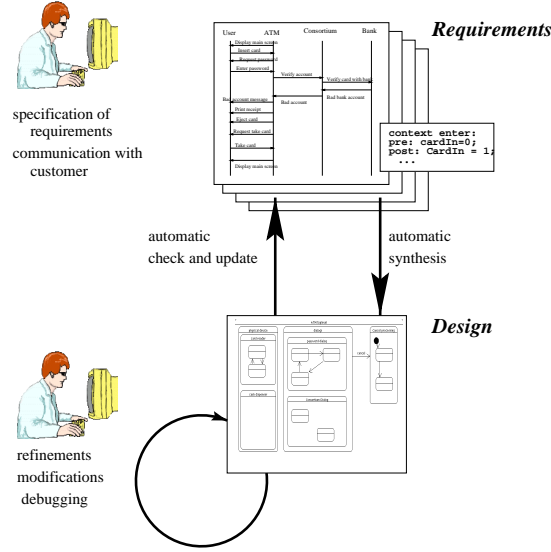 Requirements
User ATM Consortium Bank
Display main screen
Insert card
Request password
Enter password
Verify account
Verify card with bank
Bad bank account
Bad account
Bad account message
Print receipt
Eject card
Request take card
Take card
Display main screen
context enter:
pre: cardIn=0;
post: CardIn = 1;
...
specification of
requirements
communication with
customer
automatic
check and update
automatic
synthesis
Design
cancel
refinements
modifications
debugging